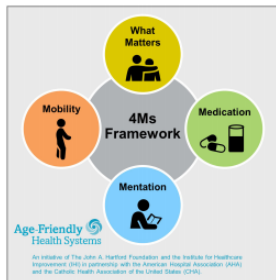 What
Matters
Mobility
4Ms
Framework
Medication
Mentation
Age-Friendly
Health Systems
An initiative of The John A. Hartford Foundation and the Institute for Healthcare
Improvement (IHI) in partnership with the American Hospital Association (AHA)
and the Catholic Health Association of the United States (CHA).